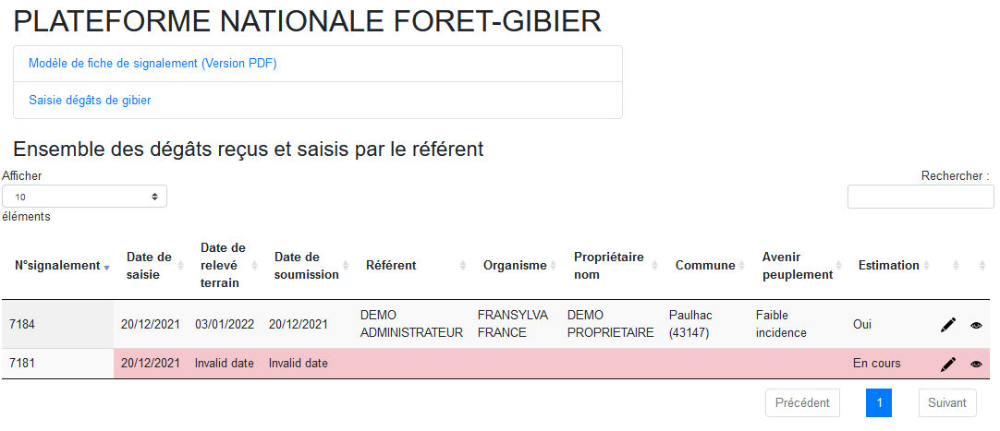 PLATEFORME NATIONALE FORET-GIBIER
Modèle de fiche de signalement (Version PDF)
Saisie dégâts de gibier
Ensemble des dégâts reçus et saisis par le référent
Afficher
Rechercher :
10
éléments
N°signalement
Date de saisie
Date de relevé terrain
Date de soumission
Référent
Organisme
Propriétaire nom
Commune
Avenir peuplement
Estimation
7184
20/12/2021
03/01/2022
20/12/2021
DEMO ADMINISTRATEUR
FRANSYLVA FRANCE
DEMO PROPRIETAIRE
Paulhac (43147)
Faible incidence
Oui
7181
20/12/2021
Invalid date
Invalid date
En cours
Précédent
1
Suivant